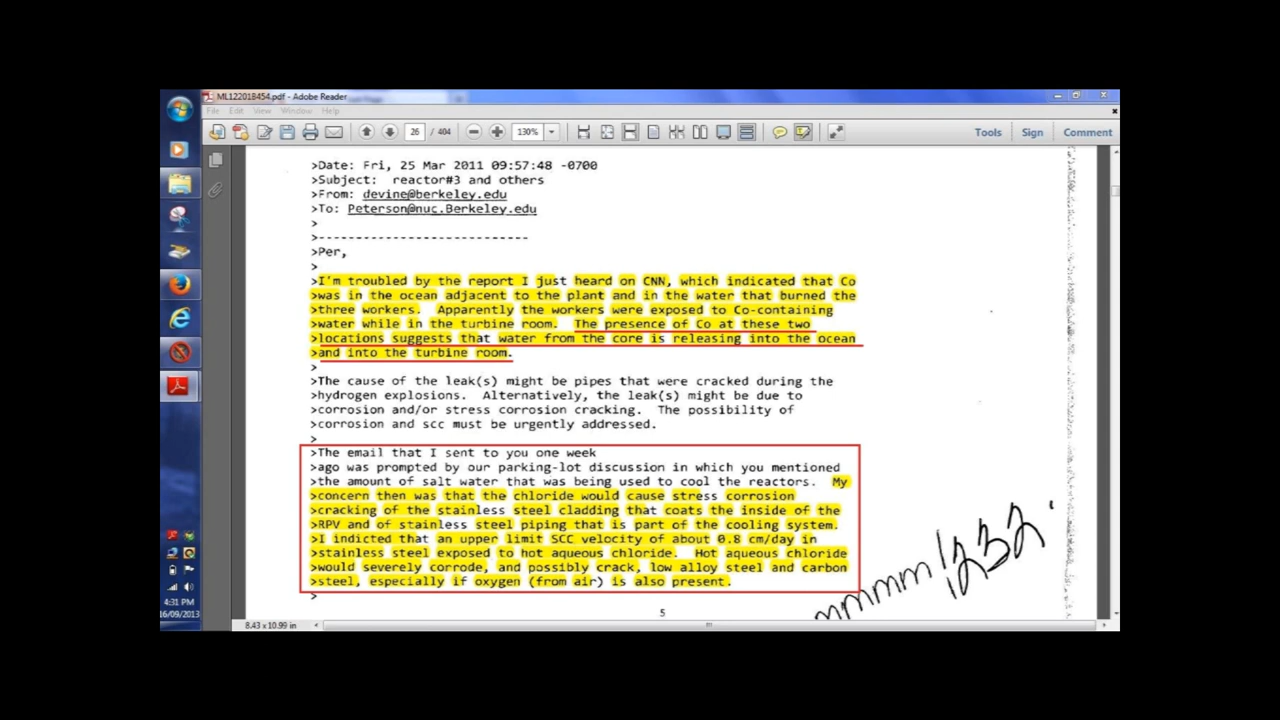 ML12201B454.pdf - Adobe Reader
File Edit View Window Help
26 / 404 130% Tools Sign Comment
>Date: Fri, 25 Mar 2011 09:57:48 -0700
>Subject: reactor#3 and others
>From: devine@berkeley.edu
>To: Peterson@nuc.Berkeley.edu
>
>-----------------------------
>Per,
>
>I'm troubled by the report I just heard on CNN, which indicated that Co
>was in the ocean adjacent to the plant and in the water that burned the
>three workers. Apparently the workers were exposed to Co-containing
>water while in the turbine room. The presence of Co at these two
>locations suggests that water from the core is releasing into the ocean
>and into the turbine room.
>
>The cause of the leak(s) might be pipes that were cracked during the
>hydrogen explosions. Alternatively, the leak(s) might be due to
>corrosion and/or stress corrosion cracking. The possibility of
>corrosion and scc must be urgently addressed.
>
>The email that I sent to you one week
>ago was prompted by our parking-lot discussion in which you mentioned
>the amount of salt water that was being used to cool the reactors. My
>concern then was that the chloride would cause stress corrosion
>cracking of the stainless steel cladding that coats the inside of the
>RPV and of stainless steel piping that is part of the cooling system.
>I indicted that an upper limit SCC velocity of about 0.8 cm/day in
>stainless steel exposed to hot aqueous chloride. Hot aqueous chloride
>would severely corrode, and possibly crack, low alloy steel and carbon
>steel, especially if oxygen (from air) is also present.
>
5
8.43 x 10.99 in
4:31 PM
16/09/2013